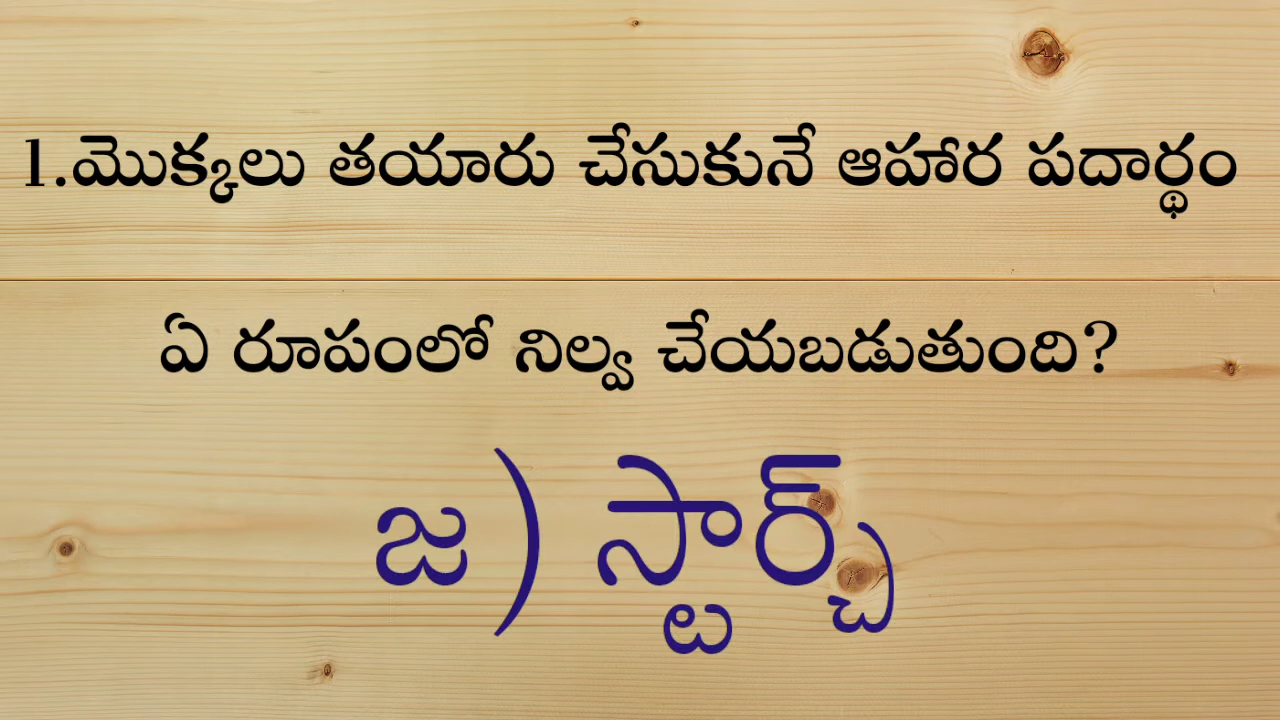 1.మొక్కలు తయారు చేసుకునే ఆహార పదార్థం
ఏ రూపంలో నిల్వ చేయబడుతుంది?
జ) స్టార్చ్